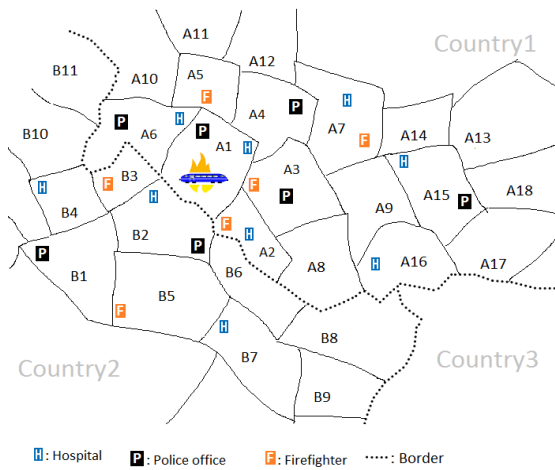 A11
Country1
B11
A12
A10
A5
F
H
P
A4
H
B10
P
A6
H
P
A1
H
A7
F
A14
A13
H
B3
F
A3
F
P
A15
P
A18
H
B4
H
A9
B2
F
H
A2
P
P
B1
B6
A8
H
A16
A17
B5
F
H
B8
B7
Country2
Country3
B9
H : Hospital P : Police office F : Firefighter : Border